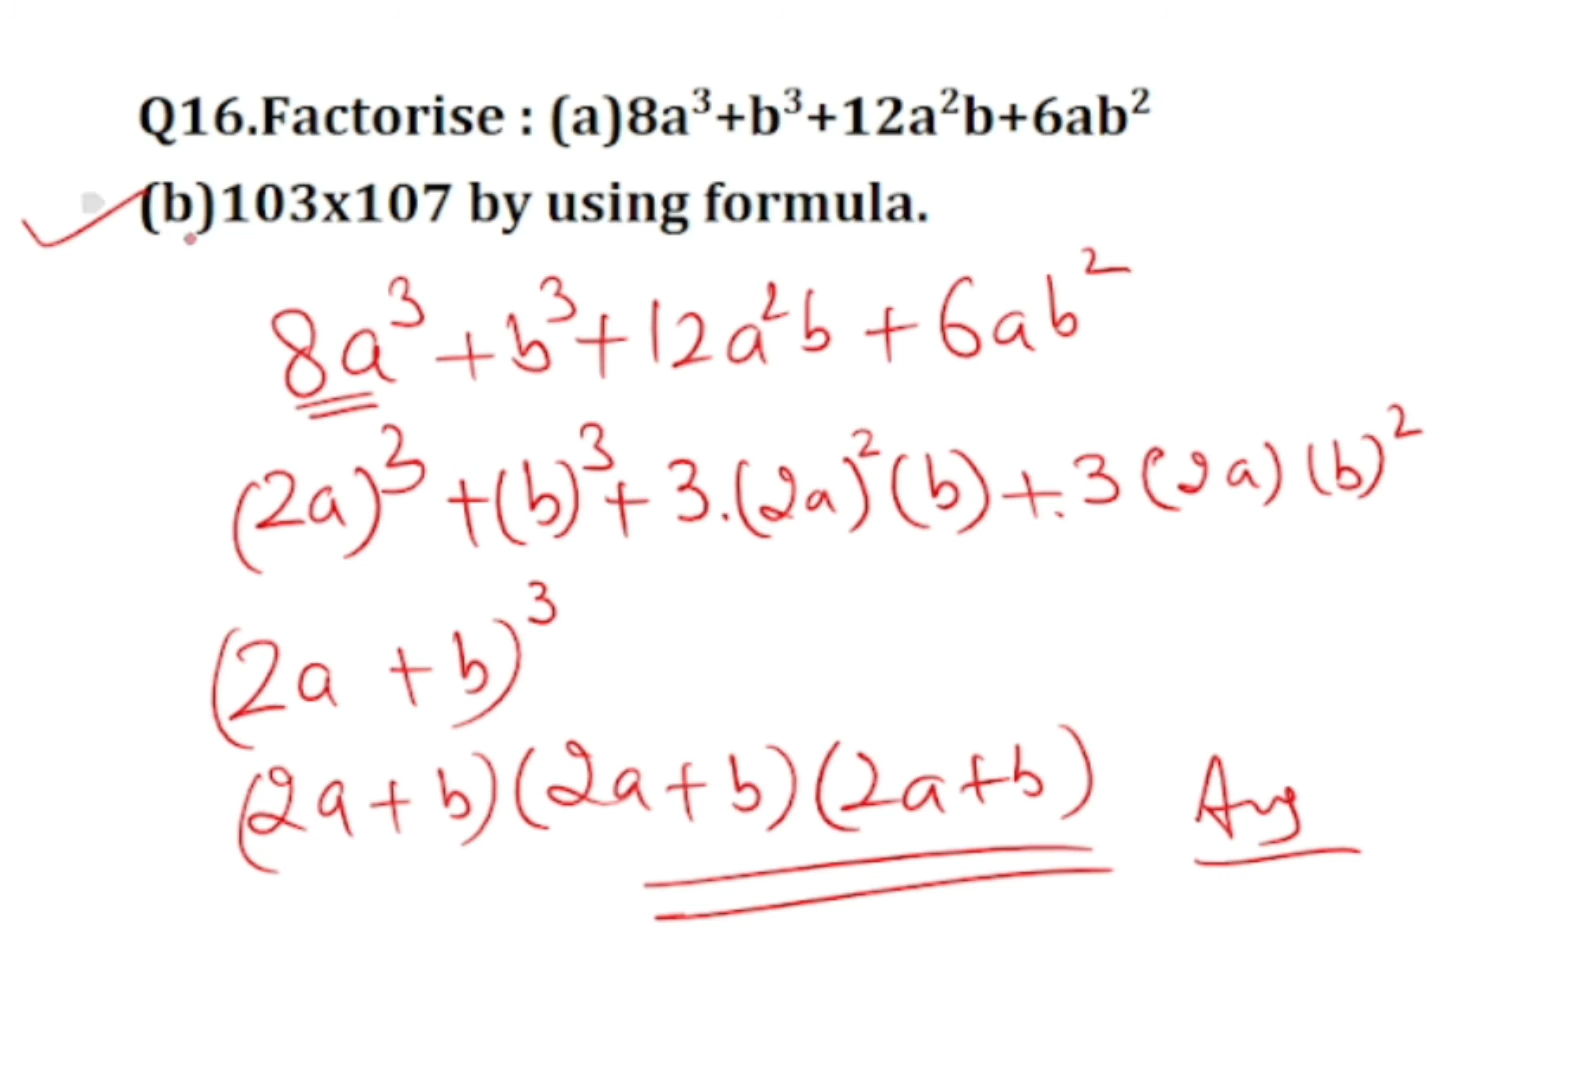 Q16.Factorise : (a)8a³+b³+12a²b+6ab²
(b)103x107 by using formula.
8a³ + b³ + 12a²b + 6ab²
(2a)³ + (b)³ + 3.(2a)²(b) + 3(2a)(b)²
(2a + b)³
(2a+b)(2a+b)(2a+b) Ans